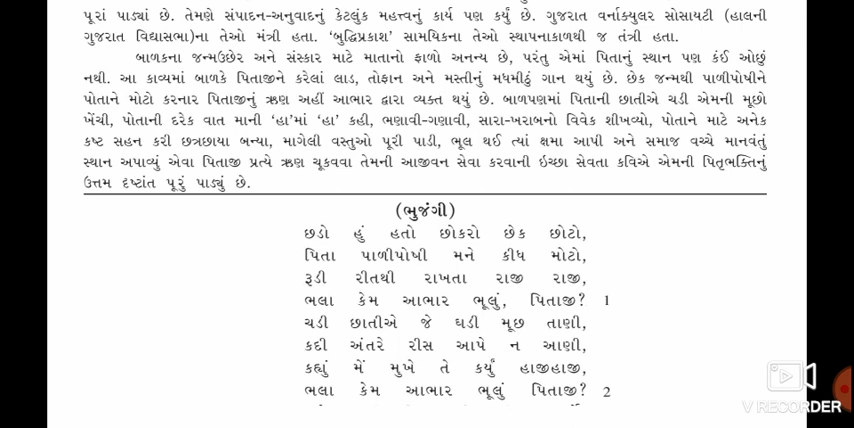 પૂરાં પાડ્યાં છે. તેમણે સંપાદન-અનુવાદનું કેટલુંક મહત્ત્વનું કાર્ય પણ કર્યું છે. ગુજરાત વર્નાક્યુલર સોસાયટી (હાલની
ગુજરાત વિદ્યાસભા)ના તેઓ મંત્રી હતા. 'બુદ્ધિપ્રકાશ' સામયિકના તેઓ સ્થાપનાકાળથી જ તંત્રી હતા.
બાળકના જન્મઉછેર અને સંસ્કાર માટે માતાનો ફાળો અનન્ય છે, પરંતુ એમાં પિતાનું સ્થાન પણ કંઈ ઓછું
નથી. આ કાવ્યમાં બાળકે પિતાજીને કરેલાં લાડ, તોફાન અને મસ્તીનું મધમીઠું ગાન થયું છે. છેક જન્મથી પાળીપોષીને
પોતાને મોટો કરનાર પિતાજીનું ઋણ અહીં આભાર દ્વારા વ્યક્ત થયું છે. બાળપણમાં પિતાની છાતીએ ચડી એમની મૂછો
ખેંચી, પોતાની દરેક વાત માની 'હા'માં 'હા' કહી, ભણાવી-ગણાવી, સારા-ખરાબનો વિવેક શીખવ્યો, પોતાને માટે અનેક
કષ્ટ સહન કરી છત્રછાયા બન્યા, માગેલી વસ્તુઓ પૂરી પાડી, ભૂલ થઈ ત્યાં ક્ષમા આપી અને સમાજ વચ્ચે માનવંતું
સ્થાન અપાવ્યું એવા પિતાજી પ્રત્યે ઋણ ચૂકવવા તેમની આજીવન સેવા કરવાની ઇચ્છા સેવતા કવિએ એમની પિતૃભક્તિનું
ઉત્તમ દૃષ્ટાંત પૂરું પાડ્યું છે.
(ભુજંગી)
છડો હું હતો છોકરો છેક છોટો,
પિતા પાળીપોષી મને કીધ મોટો,
રૂડી રીતથી રાખતા રાજી રાજી,
ભલા કેમ આભાર ભૂલું, પિતાજી? 1
ચડી છાતીએ જે ઘડી મૂછ તાણી,
કદી અંતરે રીસ આપે ન આણી,
કહ્યું મેં મુખે તે કર્યું હાજીહાજી,
ભલા કેમ આભાર ભૂલું પિતાજી? 2
V RECORDER